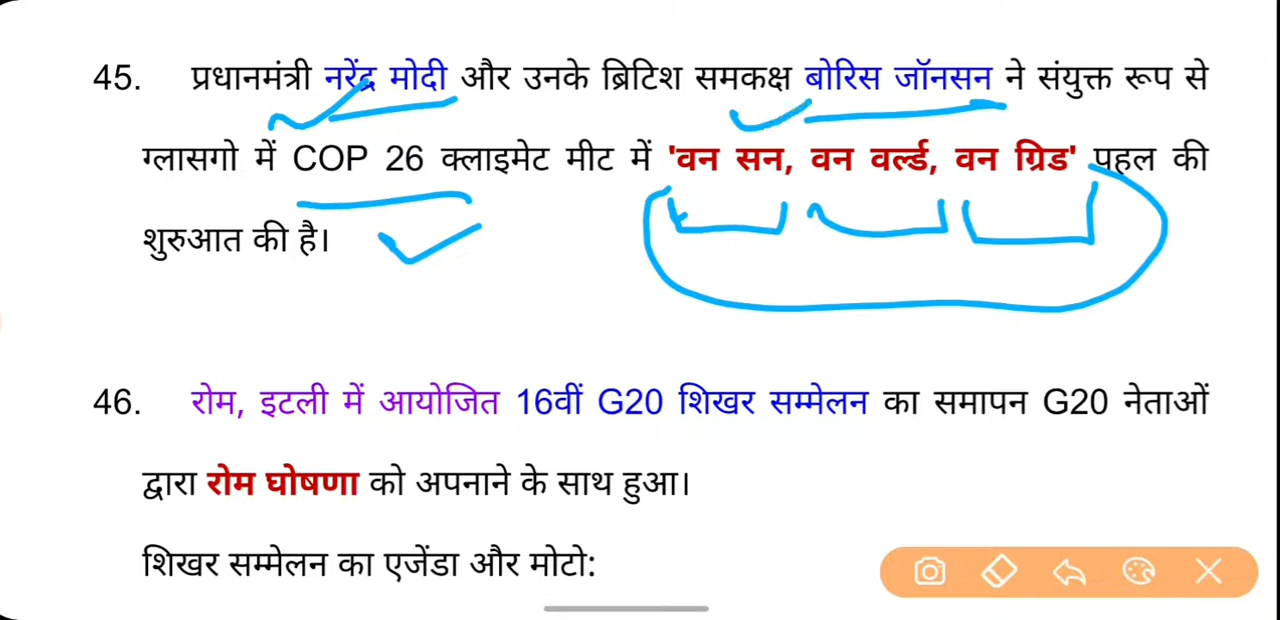 45. प्रधानमंत्री नरेंद्र मोदी और उनके ब्रिटिश समकक्ष बोरिस जॉनसन ने संयुक्त रूप से
ग्लासगो में COP 26 क्लाइमेट मीट में 'वन सन, वन वर्ल्ड, वन ग्रिड' पहल की
शुरुआत की है।
46. रोम, इटली में आयोजित 16वीं G20 शिखर सम्मेलन का समापन G20 नेताओं
द्वारा रोम घोषणा को अपनाने के साथ हुआ।
शिखर सम्मेलन का एजेंडा और मोटो: